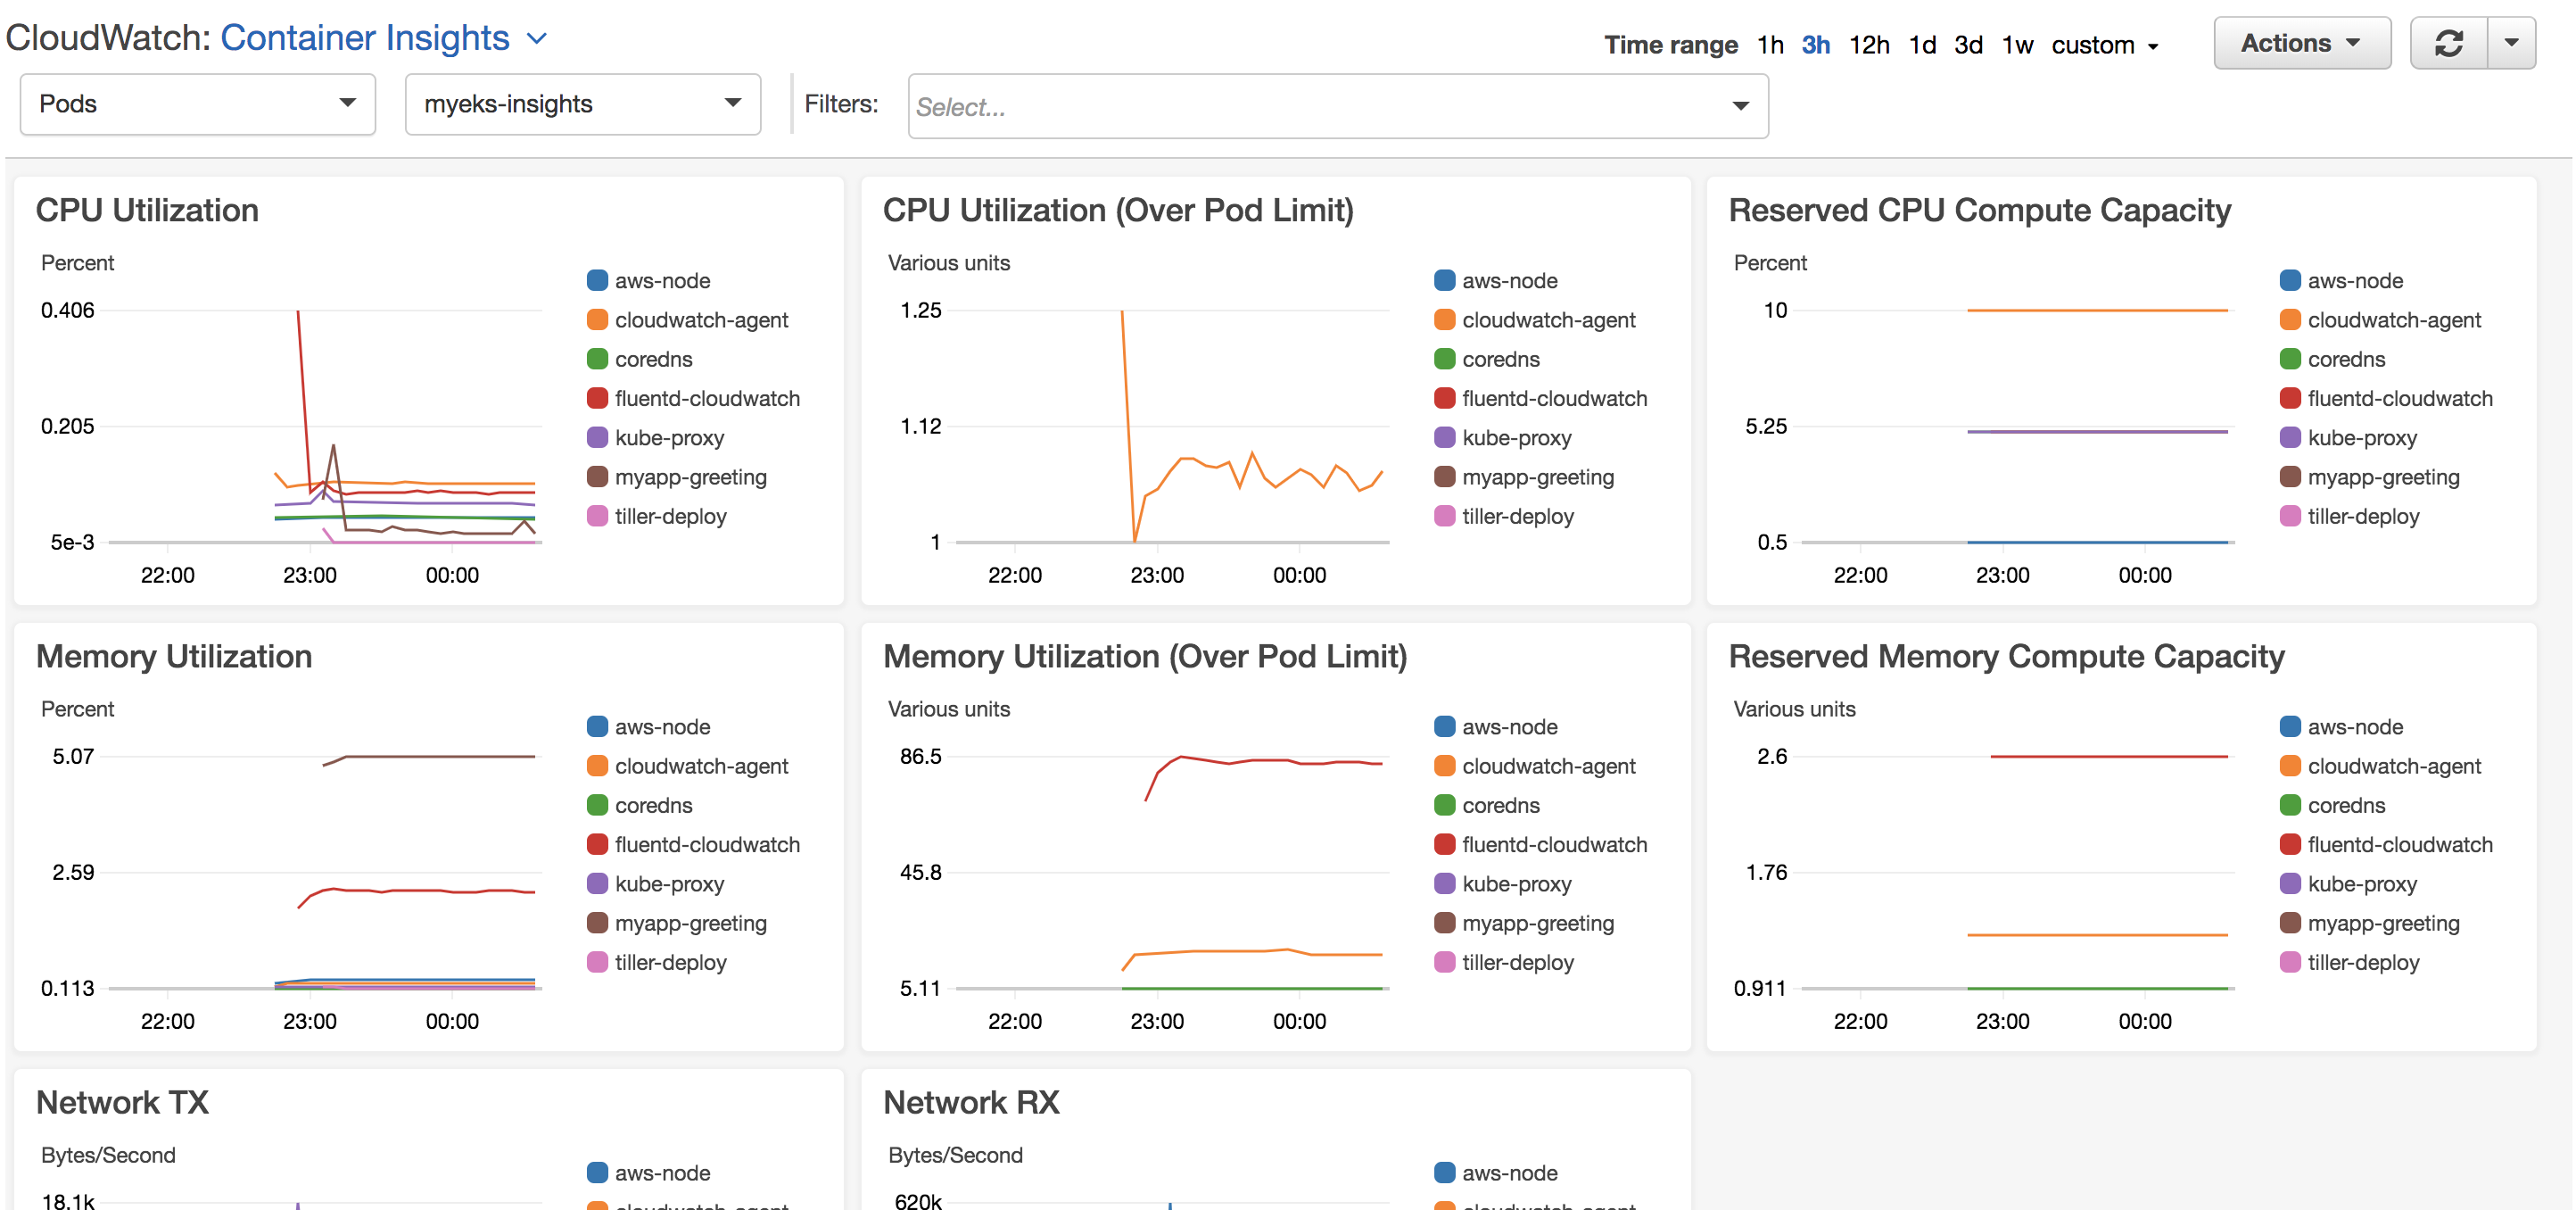 CloudWatch: Container Insights
Time range 1h 3h 12h 1d 3d 1w custom
Actions
Pods
myeks-insights
Filters:
Select...
CPU Utilization
Percent
0.406
0.205
5e-3
22:00 23:00 00:00
aws-node
cloudwatch-agent
coredns
fluentd-cloudwatch
kube-proxy
myapp-greeting
tiller-deploy
CPU Utilization (Over Pod Limit)
Various units
1.25
1.12
1
22:00 23:00 00:00
aws-node
cloudwatch-agent
coredns
fluentd-cloudwatch
kube-proxy
myapp-greeting
tiller-deploy
Reserved CPU Compute Capacity
Percent
10
5.25
0.5
22:00 23:00 00:00
aws-node
cloudwatch-agent
coredns
fluentd-cloudwatch
kube-proxy
myapp-greeting
tiller-deploy
Memory Utilization
Percent
5.07
2.59
0.113
22:00 23:00 00:00
aws-node
cloudwatch-agent
coredns
fluentd-cloudwatch
kube-proxy
myapp-greeting
tiller-deploy
Memory Utilization (Over Pod Limit)
Various units
86.5
45.8
5.11
22:00 23:00 00:00
aws-node
cloudwatch-agent
coredns
fluentd-cloudwatch
kube-proxy
myapp-greeting
tiller-deploy
Reserved Memory Compute Capacity
Various units
2.6
1.76
0.911
22:00 23:00 00:00
aws-node
cloudwatch-agent
coredns
fluentd-cloudwatch
kube-proxy
myapp-greeting
tiller-deploy
Network TX
Bytes/Second
18.1k
aws-node
cloudwatch-agent
Network RX
Bytes/Second
620k
aws-node
cloudwatch-agent